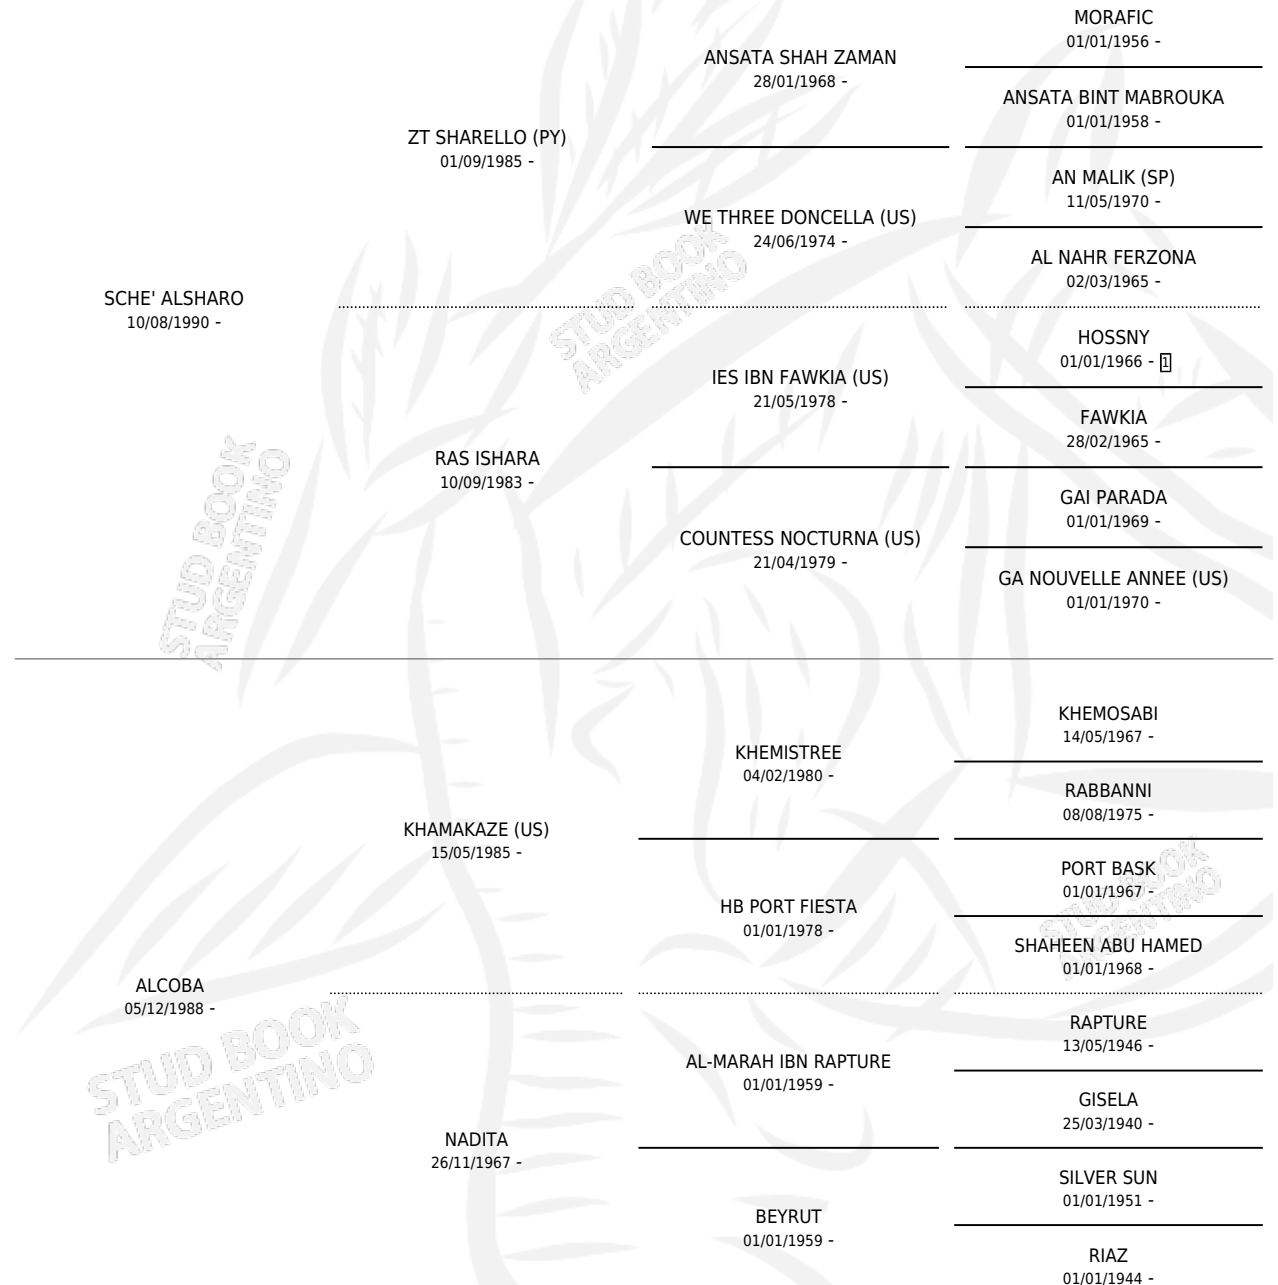 MORAFIC
01/01/1956 -
ANSATA SHAH ZAMAN
28/01/1968 -
ANSATA BINT MABROUKA
01/01/1958 -
ZT SHARELLO (PY)
01/09/1985 -
AN MALIK (SP)
11/05/1970 -
WE THREE DONCELLA (US)
24/06/1974 -
AL NAHR FERZONA
02/03/1965 -
SCHE' ALSHARO
10/08/1990 -
HOSSNY
01/01/1966 - 1
IES IBN FAWKIA (US)
21/05/1978 -
FAWKIA
28/02/1965 -
RAS ISHARA
10/09/1983 -
GAI PARADA
01/01/1969 -
COUNTESS NOCTURNA (US)
21/04/1979 -
GA NOUVELLE ANNEE (US)
01/01/1970 -
KHEMOSABI
14/05/1967 -
KHEMISTREE
04/02/1980 -
RABBANNI
08/08/1975 -
KHAMAKAZE (US)
15/05/1985 -
PORT BASK
01/01/1967 -
HB PORT FIESTA
01/01/1978 -
SHAHEEN ABU HAMED
01/01/1968 -
ALCOBA
05/12/1988 -
RAPTURE
13/05/1946 -
AL-MARAH IBN RAPTURE
01/01/1959 -
GISELA
25/03/1940 -
NADITA
26/11/1967 -
SILVER SUN
01/01/1951 -
BEYRUT
01/01/1959 -
RIAZ
01/01/1944 -
STUD BOOK
ARGENTINO
STUD BOOK
ARGENTINO
STUD BOOK
ARGENTINO
STUD BOOK
ARGENTINO